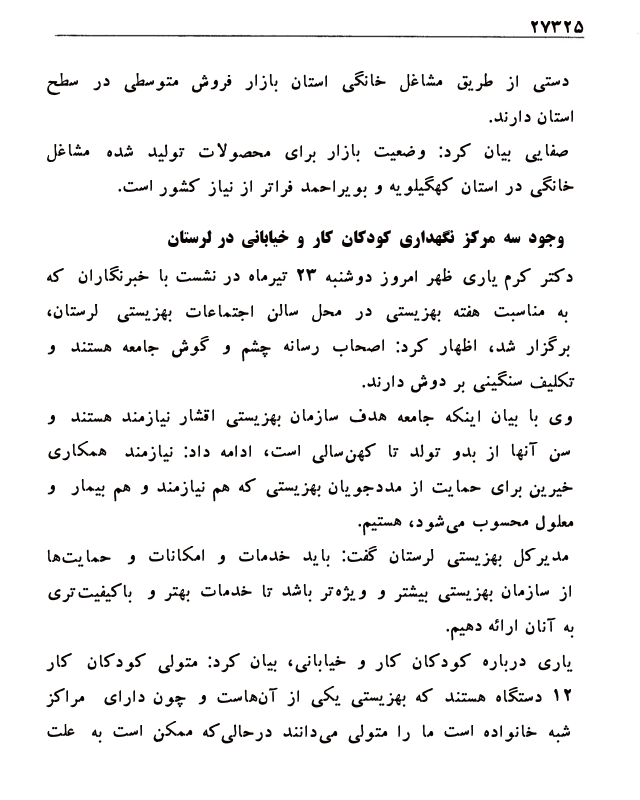 ۲۷۳۲۵
دستی از طریق مشاغل خانگی استان بازار فروش متوسطی در سطح
استان دارند.
صفایی بیان کرد: وضعیت بازار برای محصولات تولید شده مشاغل
خانگی در استان کهگیلویه و بویراحمد فراتر از نیاز کشور است.
وجود سه مرکز نگهداری کودکان کار و خیابانی در لرستان
دکتر کرم یاری ظهر امروز دوشنبه ۲۳ تیرماه در نشست با خبرنگاران که
به مناسبت هفته بهزیستی در محل سالن اجتماعات بهزیستی لرستان،
برگزار شد، اظهار کرد: اصحاب رسانه چشم و گوش جامعه هستند و
تکلیف سنگینی بر دوش دارند.
وی با بیان اینکه جامعه هدف سازمان بهزیستی اقشار نیازمند هستند و
سن آنها از بدو تولد تا کهن‌سالی است، ادامه داد: نیازمند همکاری
خیرین برای حمایت از مددجویان بهزیستی که هم نیازمند و هم بیمار و
معلول محسوب می‌شود، هستیم.
مدیرکل بهزیستی لرستان گفت: باید خدمات و امکانات و حمایت‌ها
از سازمان بهزیستی بیشتر و ویژه‌تر باشد تا خدمات بهتر و باکیفیت‌تری
به آنان ارائه دهیم.
یاری درباره کودکان کار و خیابانی، بیان کرد: متولی کودکان کار
۱۲ دستگاه هستند که بهزیستی یکی از آن‌هاست و چون دارای مراکز
شبه خانواده است ما را متولی می‌دانند درحالی‌که ممکن است به علت